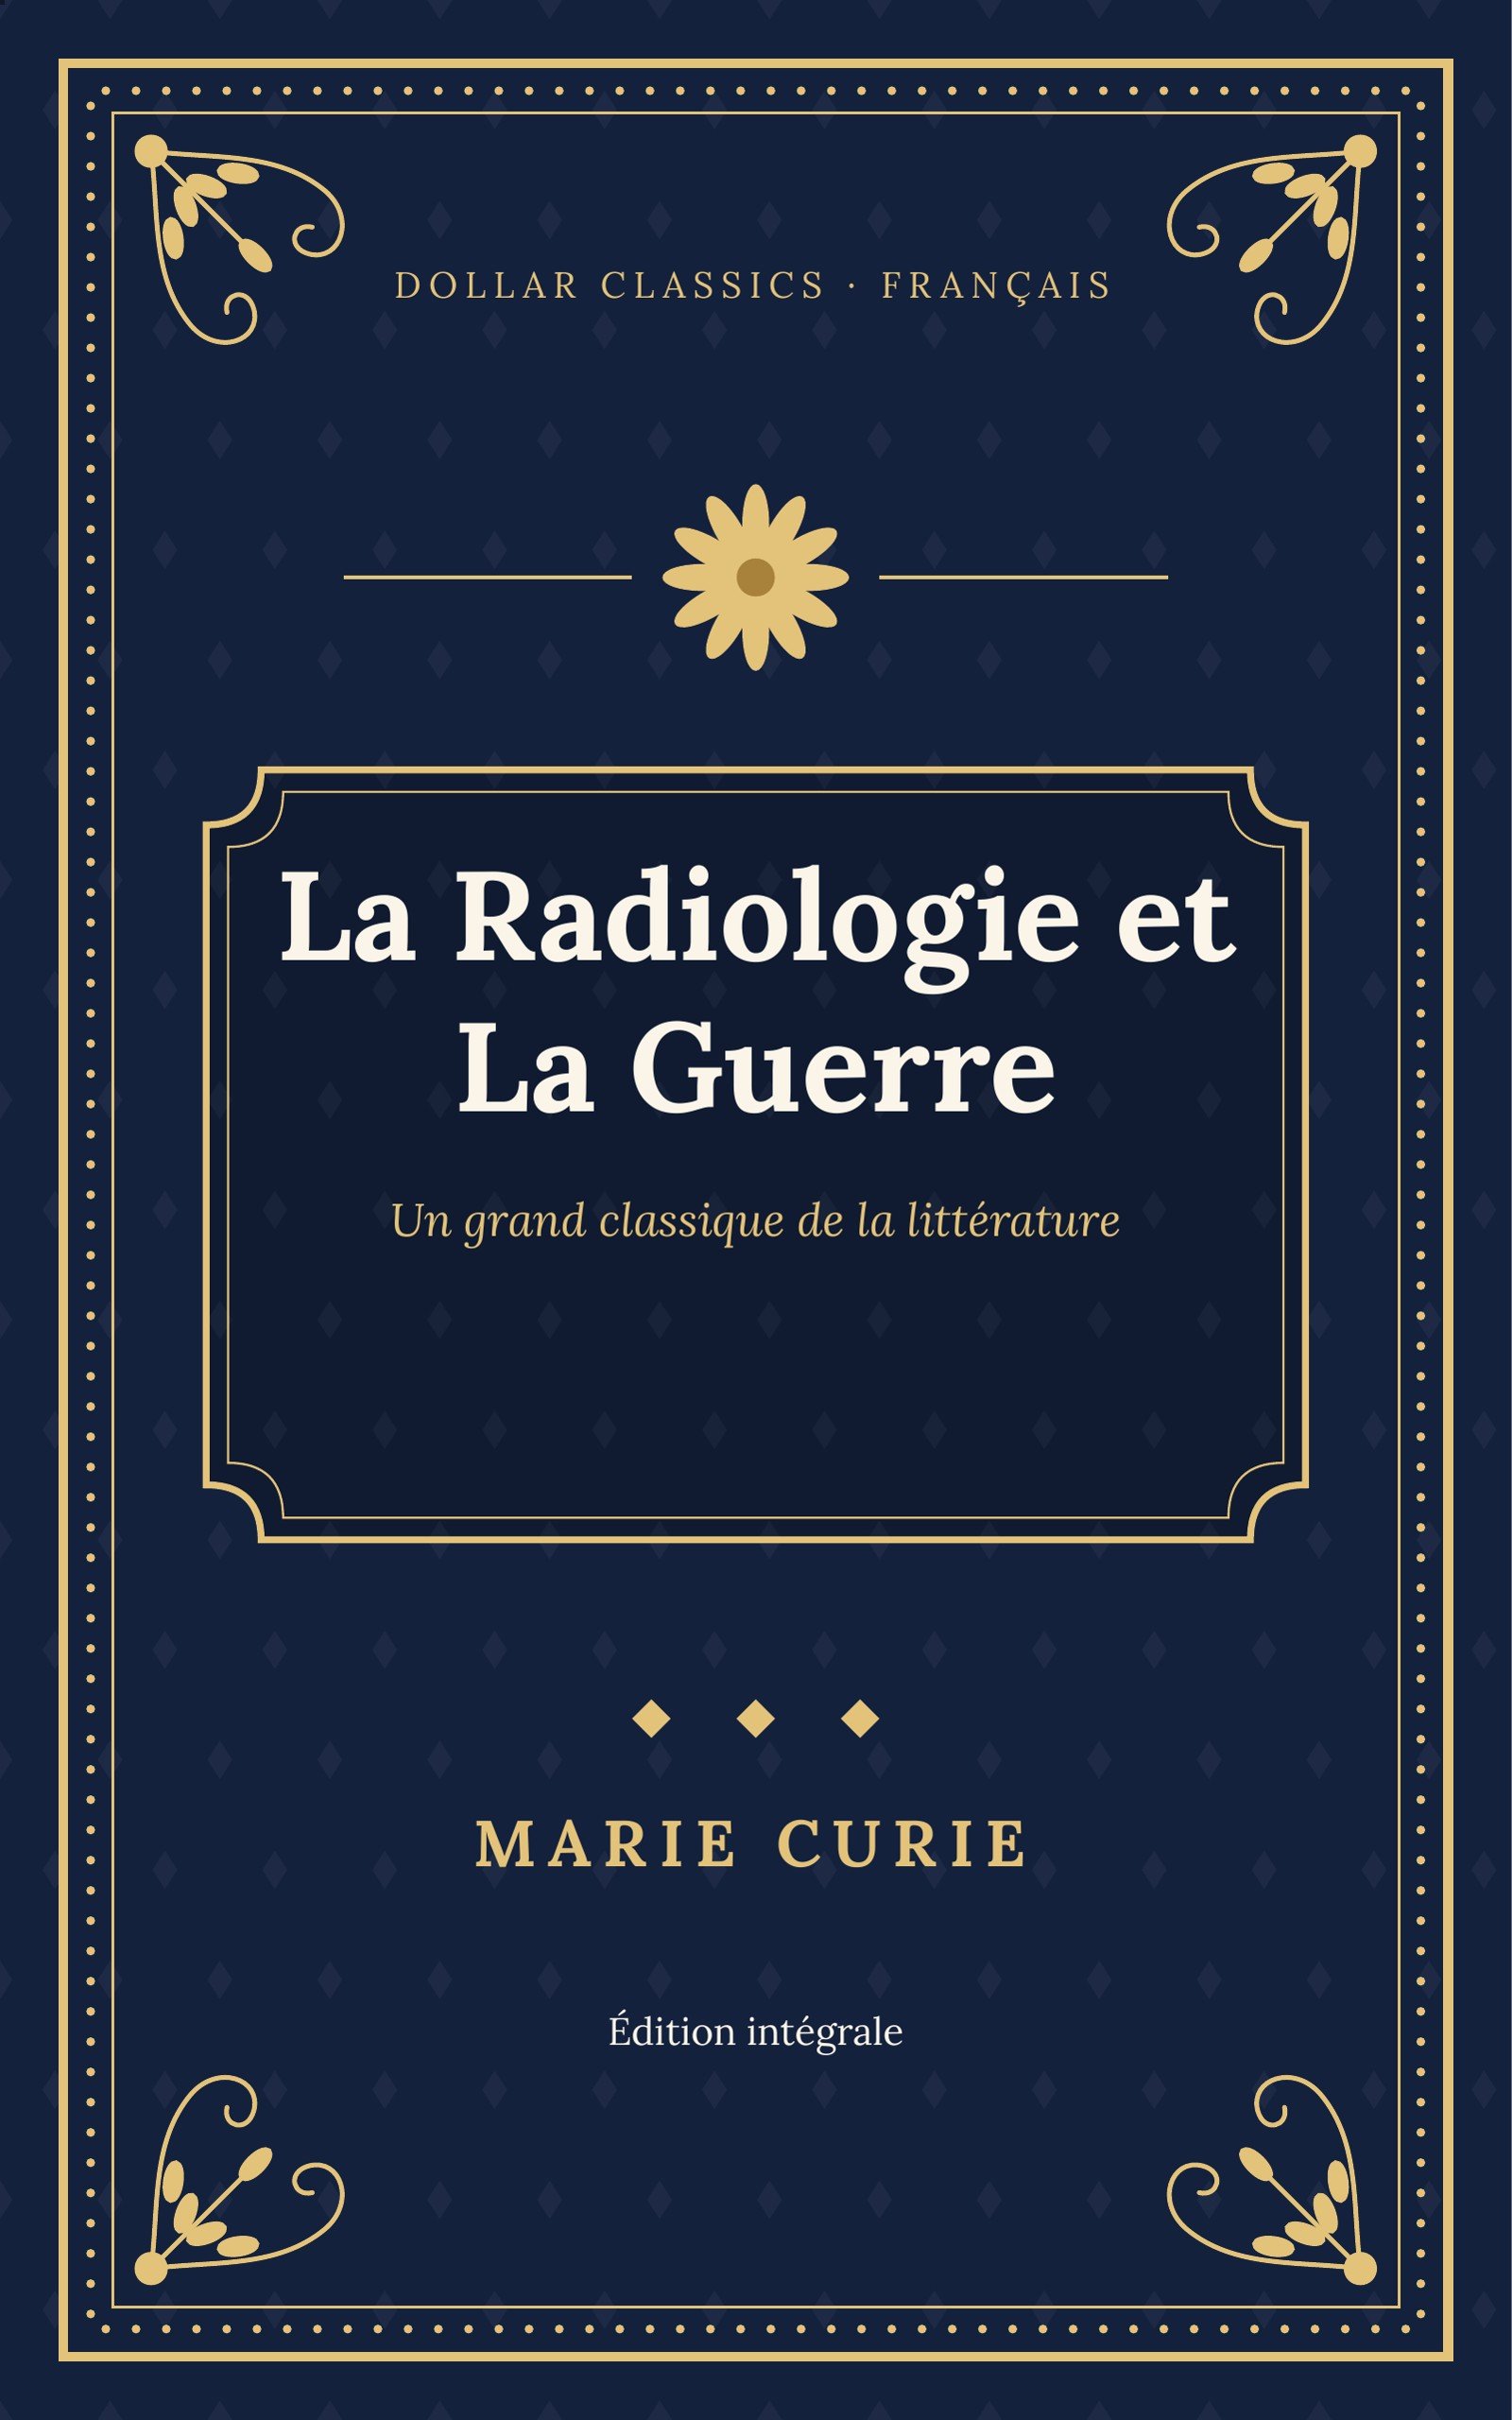 DOLLAR CLASSICS · FRANÇAIS
La Radiologie et
La Guerre
Un grand classique de la littérature
MARIE CURIE
Édition intégrale